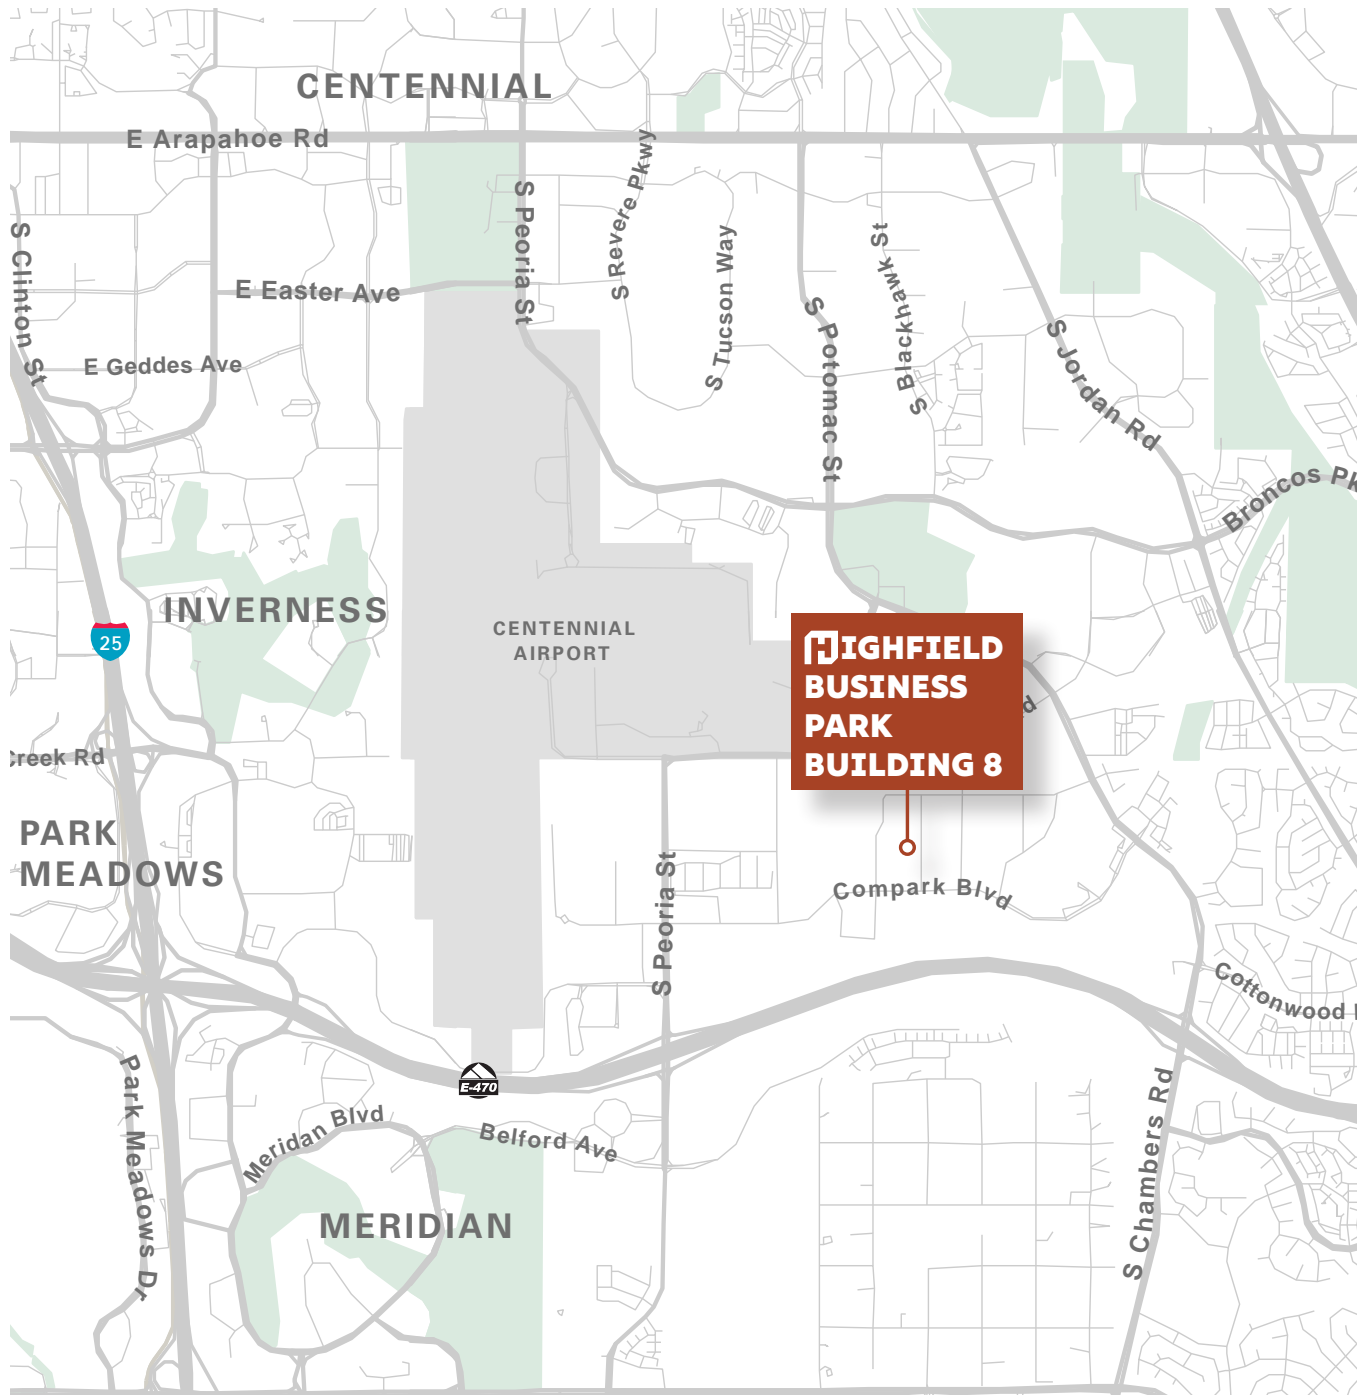 CENTENNIAL
E Arapahoe Rd
S Peoria St
S Revere Pkwy
S Tucson Way
S Blackhawk St
S Clinton St
E Easter Ave
E Geddes Ave
S Potomac St
S Jordan Rd
Broncos Pk
INVERNESS
25
CENTENNIAL
AIRPORT
HIGHFIELD
BUSINESS
PARK
BUILDING 8
d
Creek Rd
PARK
MEADOWS
S Peoria St
Compark Blvd
Cottonwood
E-470
Park Meadows Dr
Meridan Blvd
Belford Ave
S Chambers Rd
MERIDIAN